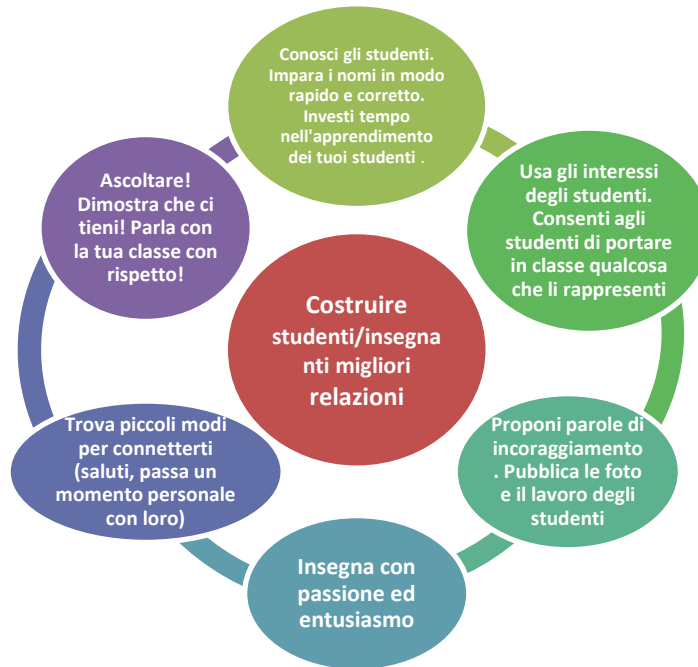 Conosci gli studenti.
Impara i nomi in modo
rapido e corretto.
Investi tempo
nell'apprendimento
dei tuoi studenti .
Usa gli interessi
degli studenti.
Consenti agli
studenti di portare
in classe qualcosa
che li rappresenti
Proponi parole di
incoraggiamento
. Pubblica le foto
e il lavoro degli
studenti
Insegna con
passione ed
entusiasmo
Trova piccoli modi
per connetterti
(saluti, passa un
momento personale
con loro)
Ascoltare!
Dimostra che ci
tieni! Parla con
la tua classe con
rispetto!
Costruire
studenti/insegna
nti migliori
relazioni